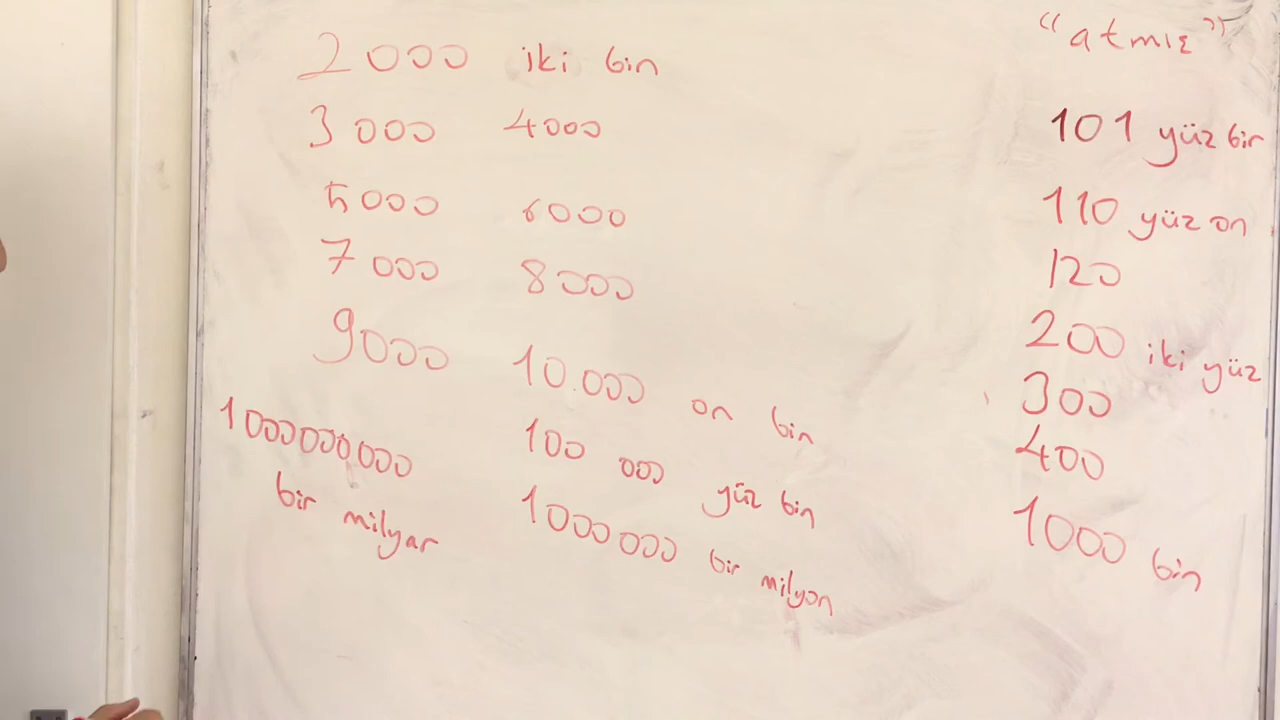 2000 iki bin
3000 4000
5000 6000
7000 8000
9000 10.000 on bin
1000000000 100 000 yüz bin
bir milyar 1000 000 bir milyon
"atmış"
101 yüz bir
110 yüz on
120
200 iki yüz
300
400
1000 bin